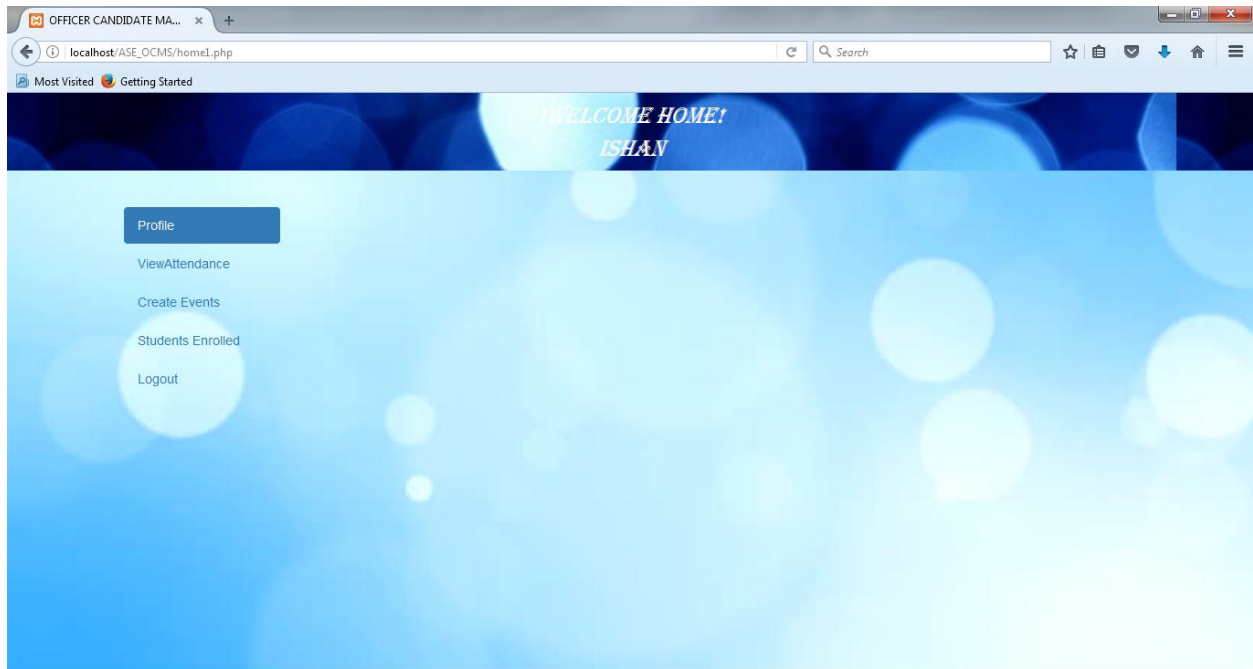 OFFICER CANDIDATE MA...
localhost/ASE_OCMS/home1.php
Search
Most Visited Getting Started
WELCOME HOME!
ISHAN
Profile
ViewAttendance
Create Events
Students Enrolled
Logout